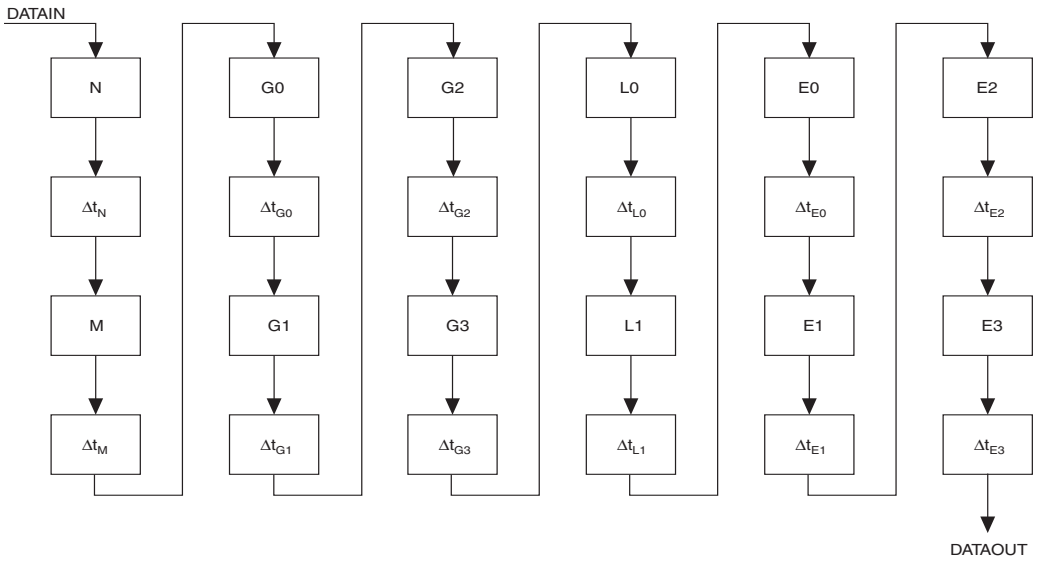 DATAIN
N G0 G2 L0 E0 E2
Δt_N Δt_G0 Δt_G2 Δt_L0 Δt_E0 Δt_E2
M G1 G3 L1 E1 E3
Δt_M Δt_G1 Δt_G3 Δt_L1 Δt_E1 Δt_E3
DATAOUT